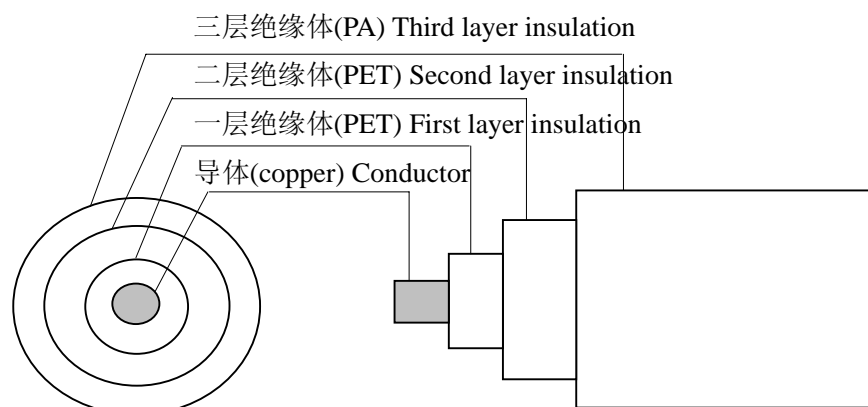 三层绝缘体(PA) Third layer insulation
二层绝缘体(PET) Second layer insulation
一层绝缘体(PET) First layer insulation
导体(copper) Conductor